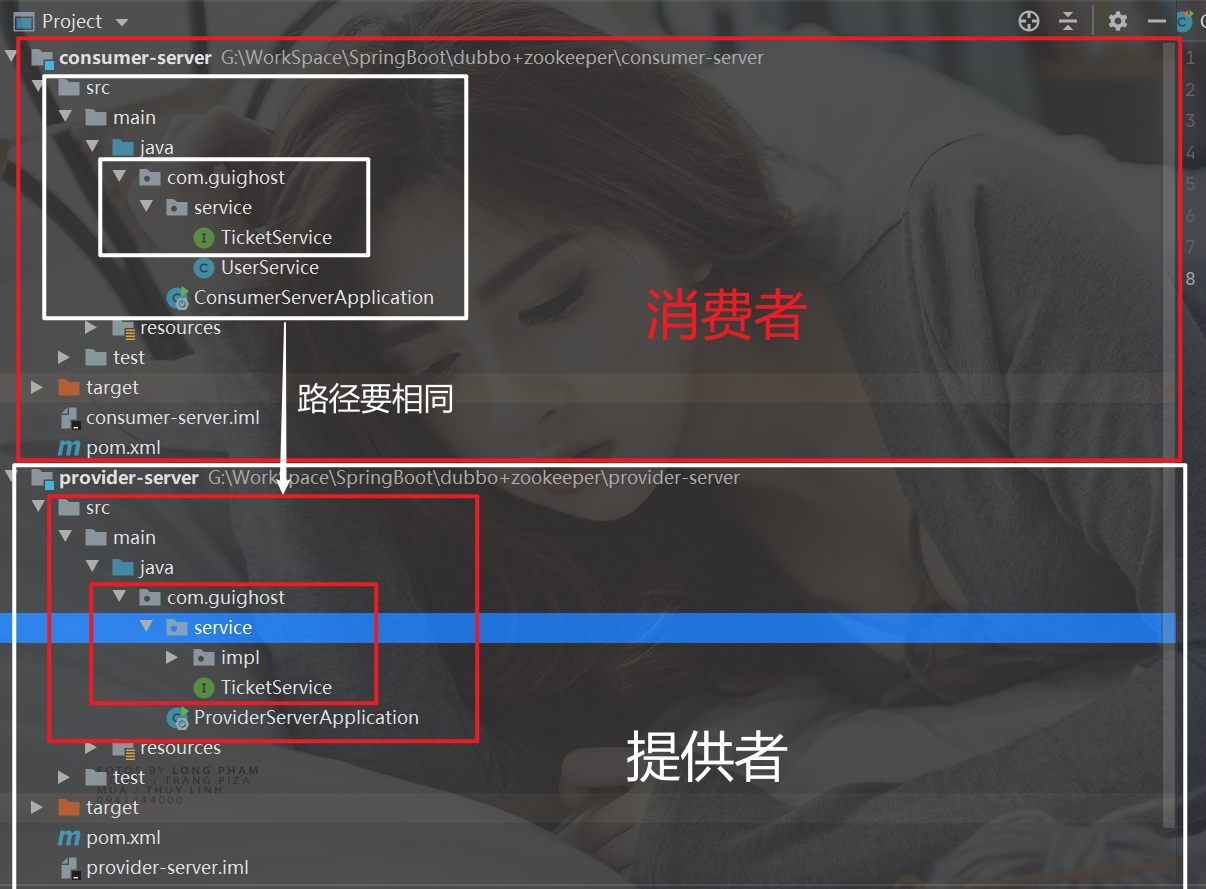 Project
consumer-server G:\WorkSpace\SpringBoot\dubbo+zookeeper\consumer-server
src
main
java
com.guighost
service
TicketService
UserService
ConsumerServerApplication
消费者
resources
test
target
路径要相同
consumer-server.iml
pom.xml
provider-server G:\WorkSpace\SpringBoot\dubbo+zookeeper\provider-server
src
main
java
com.guighost
service
impl
TicketService
ProviderServerApplication
提供者
resources
FOTOS BY LONG PHAM
test
/ TRANG PIZA
MUA / THUY LINH
target
pom.xml
provider-server.iml
1
2
3
4
5
6
7
8